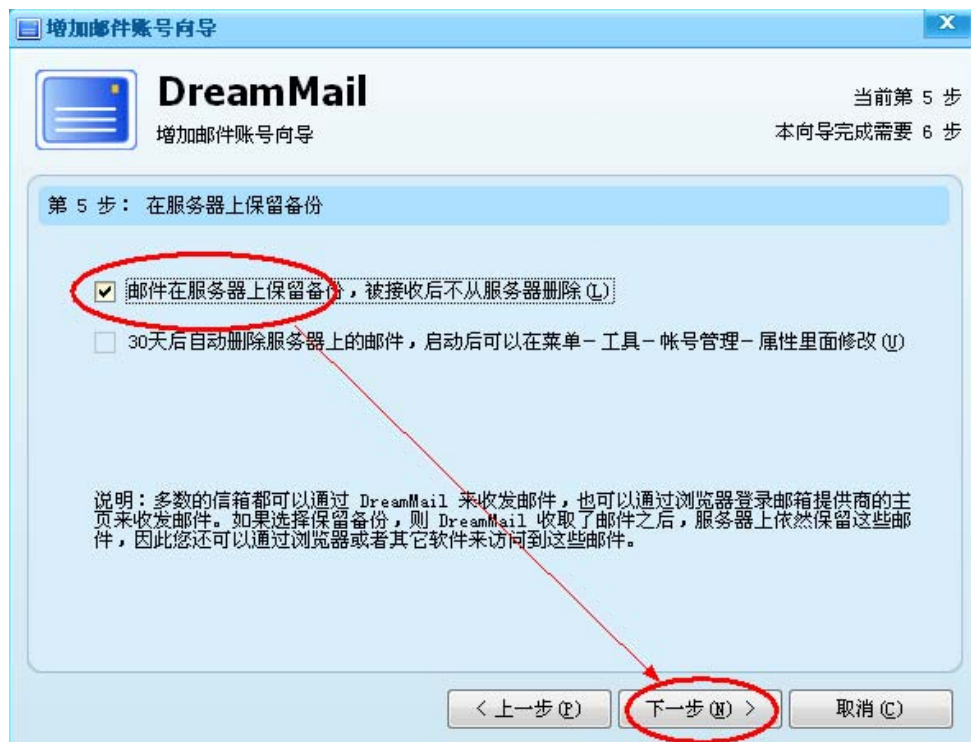 增加邮件账号向导
X
DreamMail
增加邮件账号向导
当前第 5 步
本向导完成需要 6 步
第 5 步： 在服务器上保留备份
邮件在服务器上保留备份，被接收后不从服务器删除(L)
30天后自动删除服务器上的邮件，启动后可以在菜单－工具－帐号管理－属性里面修改(U)
说明：多数的信箱都可以通过 DreamMail 来收发邮件，也可以通过浏览器登录邮箱提供商的主
页来收发邮件。如果选择保留备份，则 DreamMail 收取了邮件之后，服务器上依然保留这些邮
件，因此您还可以通过浏览器或者其它软件来访问到这些邮件。
< 上一步(P)
下一步(N) >
取消(C)